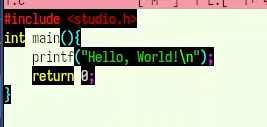 #include <studio.h>
int main(){
    printf("Hello, World!\n");
    return 0;
}